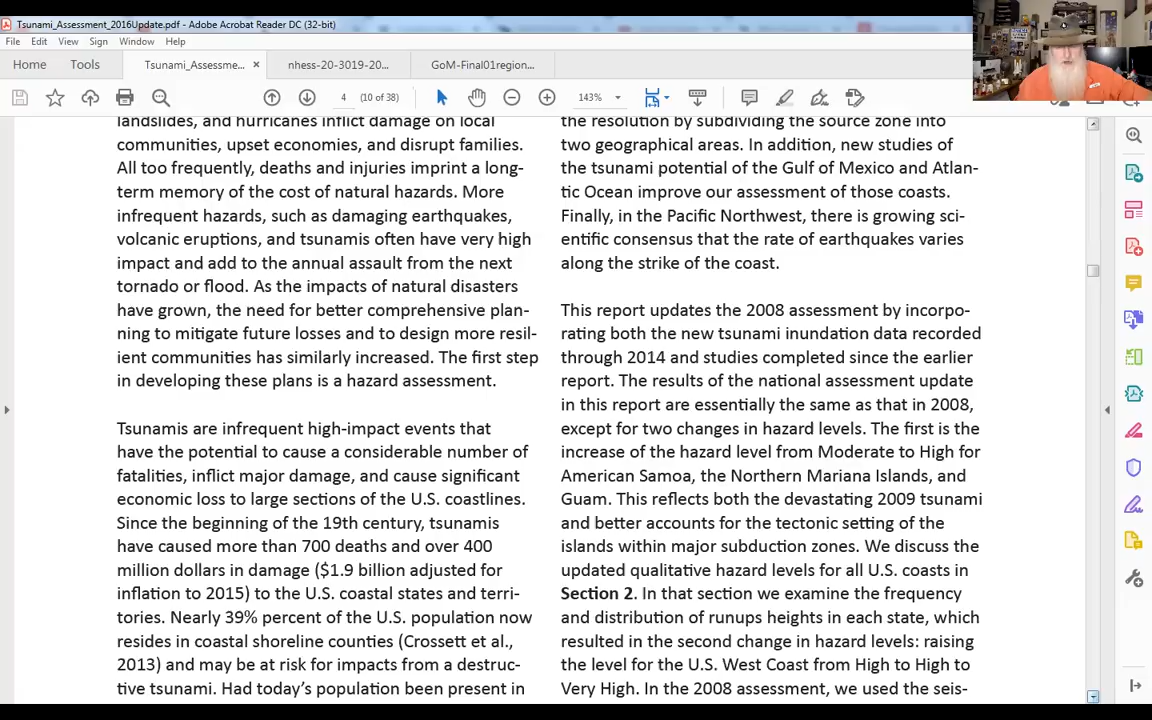 Tsunami_Assessment_2016Update.pdf - Adobe Acrobat Reader DC (32-bit)
File Edit View Sign Window Help
Home Tools Tsunami_Assessme... × nhess-20-3019-20... GoM-Final01region...
4 (10 of 38) 143%
landslides, and hurricanes inflict damage on local
communities, upset economies, and disrupt families.
All too frequently, deaths and injuries imprint a long-
term memory of the cost of natural hazards. More
infrequent hazards, such as damaging earthquakes,
volcanic eruptions, and tsunamis often have very high
impact and add to the annual assault from the next
tornado or flood. As the impacts of natural disasters
have grown, the need for better comprehensive plan-
ning to mitigate future losses and to design more resil-
ient communities has similarly increased. The first step
in developing these plans is a hazard assessment.
Tsunamis are infrequent high-impact events that
have the potential to cause a considerable number of
fatalities, inflict major damage, and cause significant
economic loss to large sections of the U.S. coastlines.
Since the beginning of the 19th century, tsunamis
have caused more than 700 deaths and over 400
million dollars in damage ($1.9 billion adjusted for
inflation to 2015) to the U.S. coastal states and terri-
tories. Nearly 39% percent of the U.S. population now
resides in coastal shoreline counties (Crossett et al.,
2013) and may be at risk for impacts from a destruc-
tive tsunami. Had today's population been present in
the resolution by subdividing the source zone into
two geographical areas. In addition, new studies of
the tsunami potential of the Gulf of Mexico and Atlan-
tic Ocean improve our assessment of those coasts.
Finally, in the Pacific Northwest, there is growing sci-
entific consensus that the rate of earthquakes varies
along the strike of the coast.
This report updates the 2008 assessment by incorpo-
rating both the new tsunami inundation data recorded
through 2014 and studies completed since the earlier
report. The results of the national assessment update
in this report are essentially the same as that in 2008,
except for two changes in hazard levels. The first is the
increase of the hazard level from Moderate to High for
American Samoa, the Northern Mariana Islands, and
Guam. This reflects both the devastating 2009 tsunami
and better accounts for the tectonic setting of the
islands within major subduction zones. We discuss the
updated qualitative hazard levels for all U.S. coasts in
Section 2. In that section we examine the frequency
and distribution of runups heights in each state, which
resulted in the second change in hazard levels: raising
the level for the U.S. West Coast from High to High to
Very High. In the 2008 assessment, we used the seis-